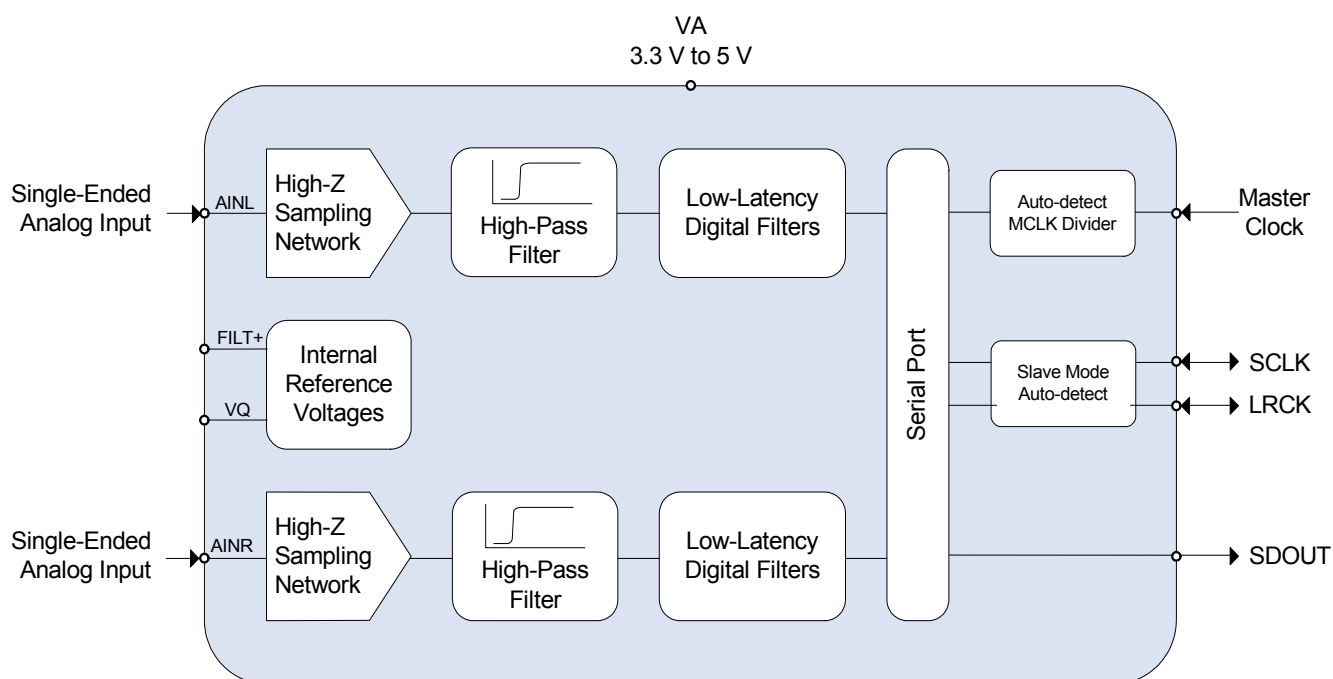 VA
3.3 V to 5 V
Single-Ended
Analog Input
AINL
High-Z
Sampling
Network
High-Pass
Filter
Low-Latency
Digital Filters
Serial Port
Auto-detect
MCLK Divider
Master
Clock
FILT+
VQ
Internal
Reference
Voltages
Slave Mode
Auto-detect
SCLK
LRCK
Single-Ended
Analog Input
AINR
High-Z
Sampling
Network
High-Pass
Filter
Low-Latency
Digital Filters
SDOUT